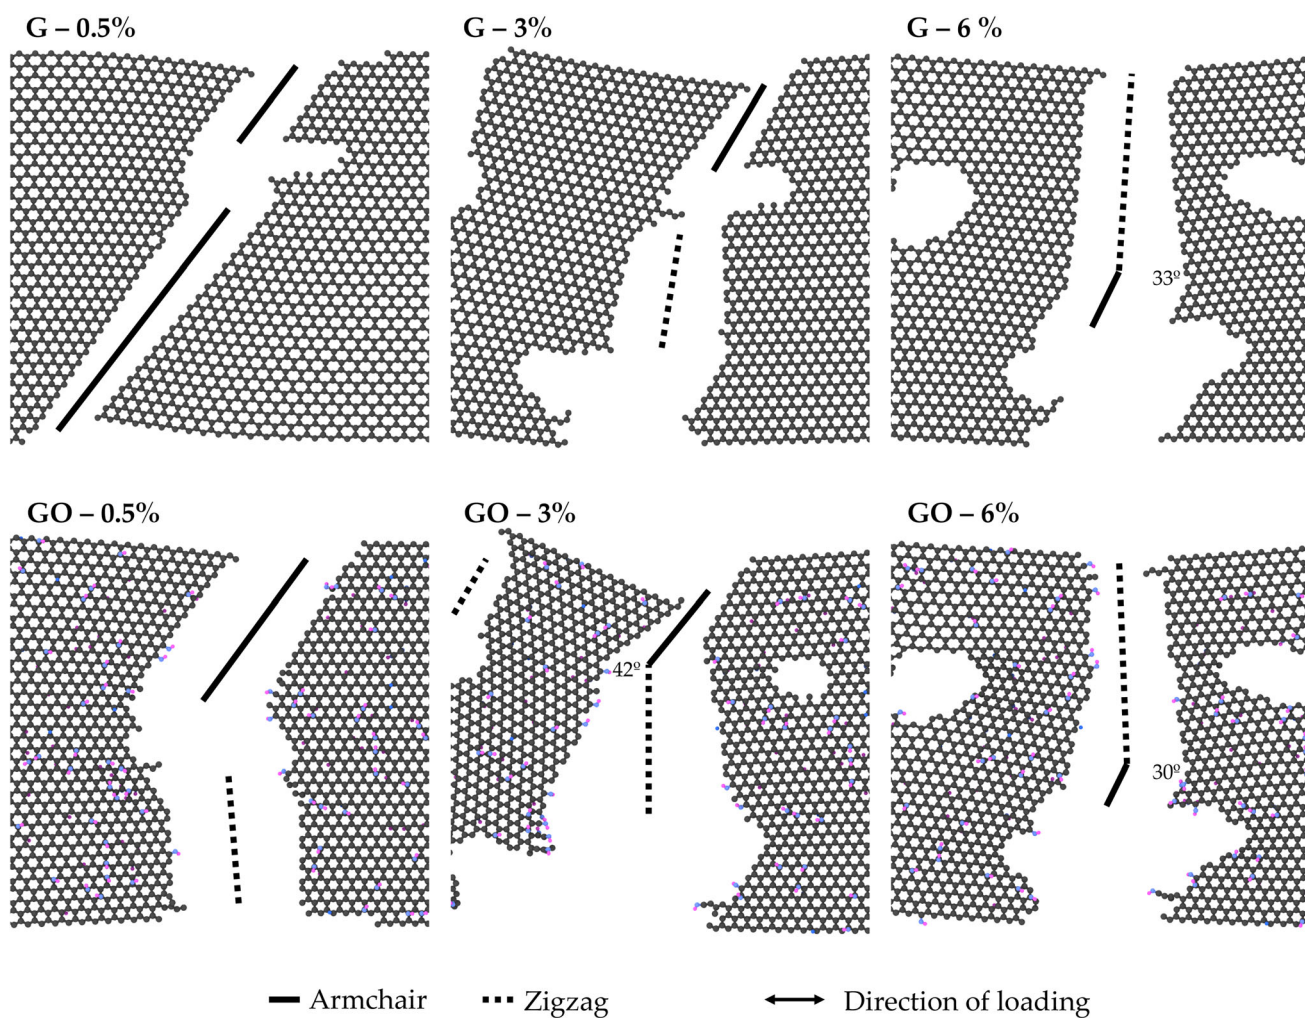 G – 0.5%
G – 3%
G – 6 %
33º
GO – 0.5%
GO – 3%
GO – 6%
42º
30º
Armchair
Zigzag
Direction of loading